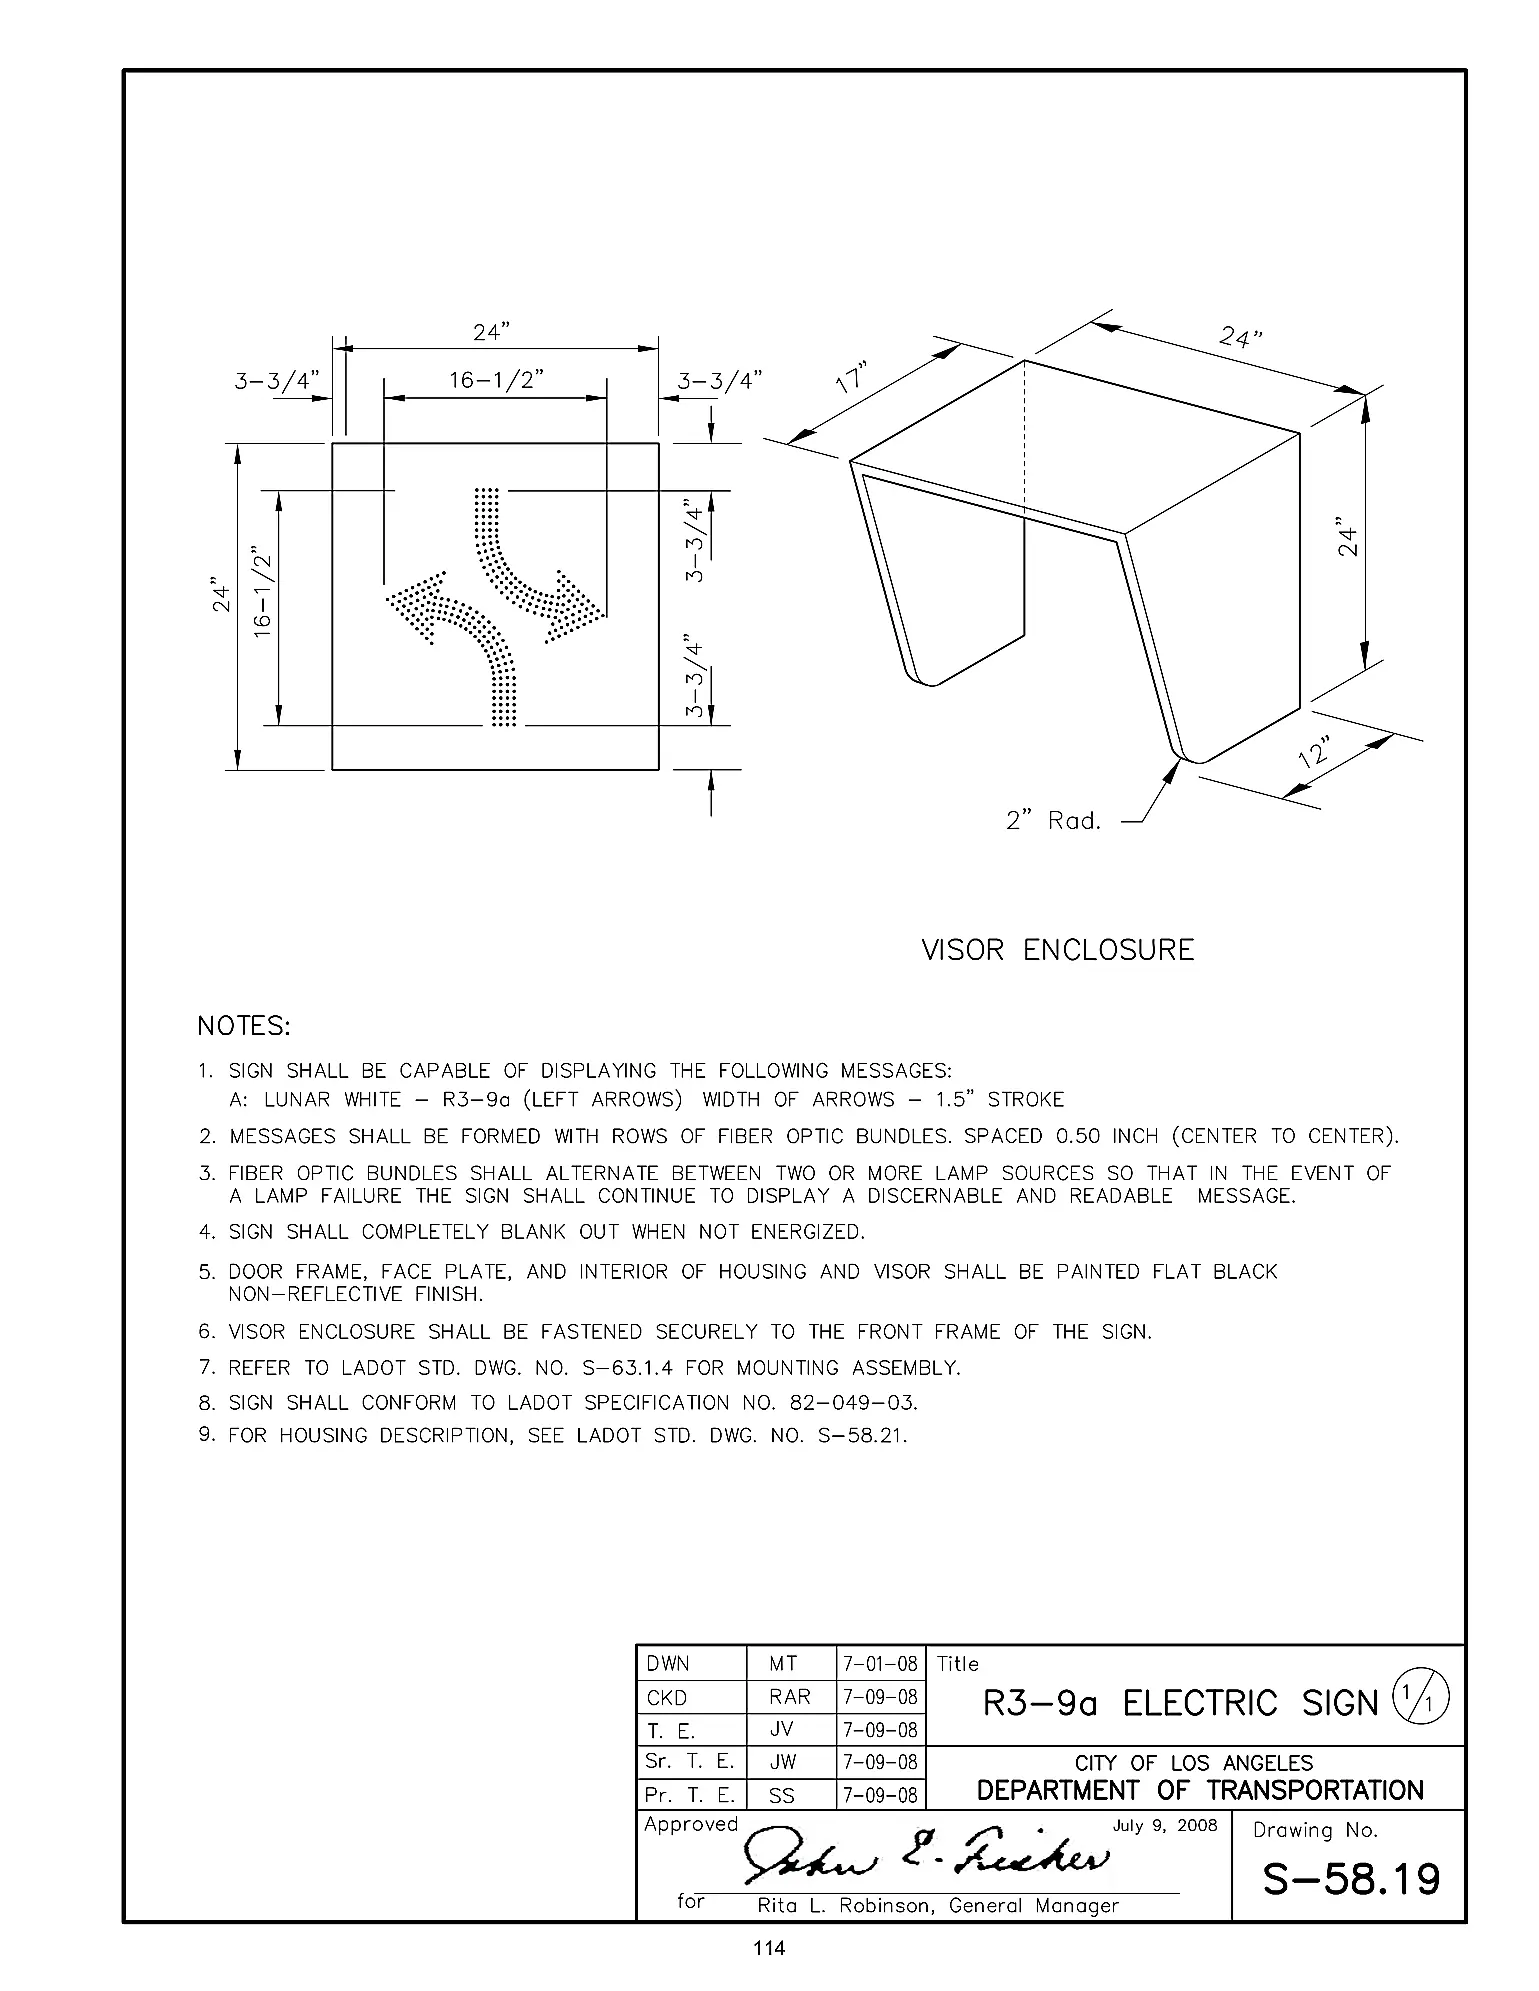 24"
3-3/4"
16-1/2"
3-3/4"
24"
16-1/2"
3-3/4"
3-3/4"
17"
24"
24"
12"
2" Rad.
VISOR ENCLOSURE
NOTES:
1. SIGN SHALL BE CAPABLE OF DISPLAYING THE FOLLOWING MESSAGES:
A: LUNAR WHITE – R3–9a (LEFT ARROWS) WIDTH OF ARROWS – 1.5" STROKE
2. MESSAGES SHALL BE FORMED WITH ROWS OF FIBER OPTIC BUNDLES. SPACED 0.50 INCH (CENTER TO CENTER).
3. FIBER OPTIC BUNDLES SHALL ALTERNATE BETWEEN TWO OR MORE LAMP SOURCES SO THAT IN THE EVENT OF
A LAMP FAILURE THE SIGN SHALL CONTINUE TO DISPLAY A DISCERNABLE AND READABLE MESSAGE.
4. SIGN SHALL COMPLETELY BLANK OUT WHEN NOT ENERGIZED.
5. DOOR FRAME, FACE PLATE, AND INTERIOR OF HOUSING AND VISOR SHALL BE PAINTED FLAT BLACK
NON–REFLECTIVE FINISH.
6. VISOR ENCLOSURE SHALL BE FASTENED SECURELY TO THE FRONT FRAME OF THE SIGN.
7. REFER TO LADOT STD. DWG. NO. S–63.1.4 FOR MOUNTING ASSEMBLY.
8. SIGN SHALL CONFORM TO LADOT SPECIFICATION NO. 82–049–03.
9. FOR HOUSING DESCRIPTION, SEE LADOT STD. DWG. NO. S–58.21.
DWN MT 7–01–08
CKD RAR 7–09–08
T. E. JV 7–09–08
Sr. T. E. JW 7–09–08
Pr. T. E. SS 7–09–08
Title
R3–9a ELECTRIC SIGN 1/1
CITY OF LOS ANGELES
DEPARTMENT OF TRANSPORTATION
Approved
John E. Fisher
July 9, 2008
for Rita L. Robinson, General Manager
Drawing No.
S–58.19
114